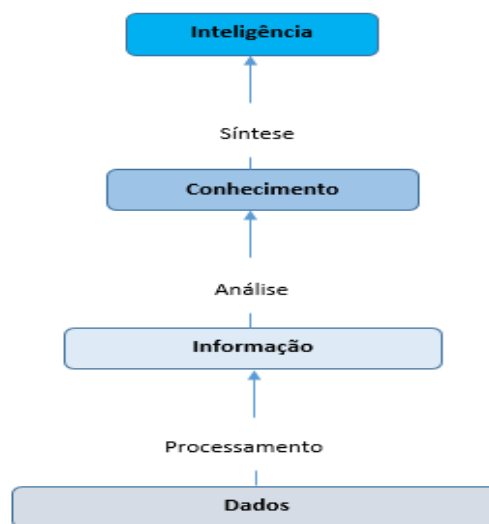 Inteligência
Síntese
Conhecimento
Análise
Informação
Processamento
Dados